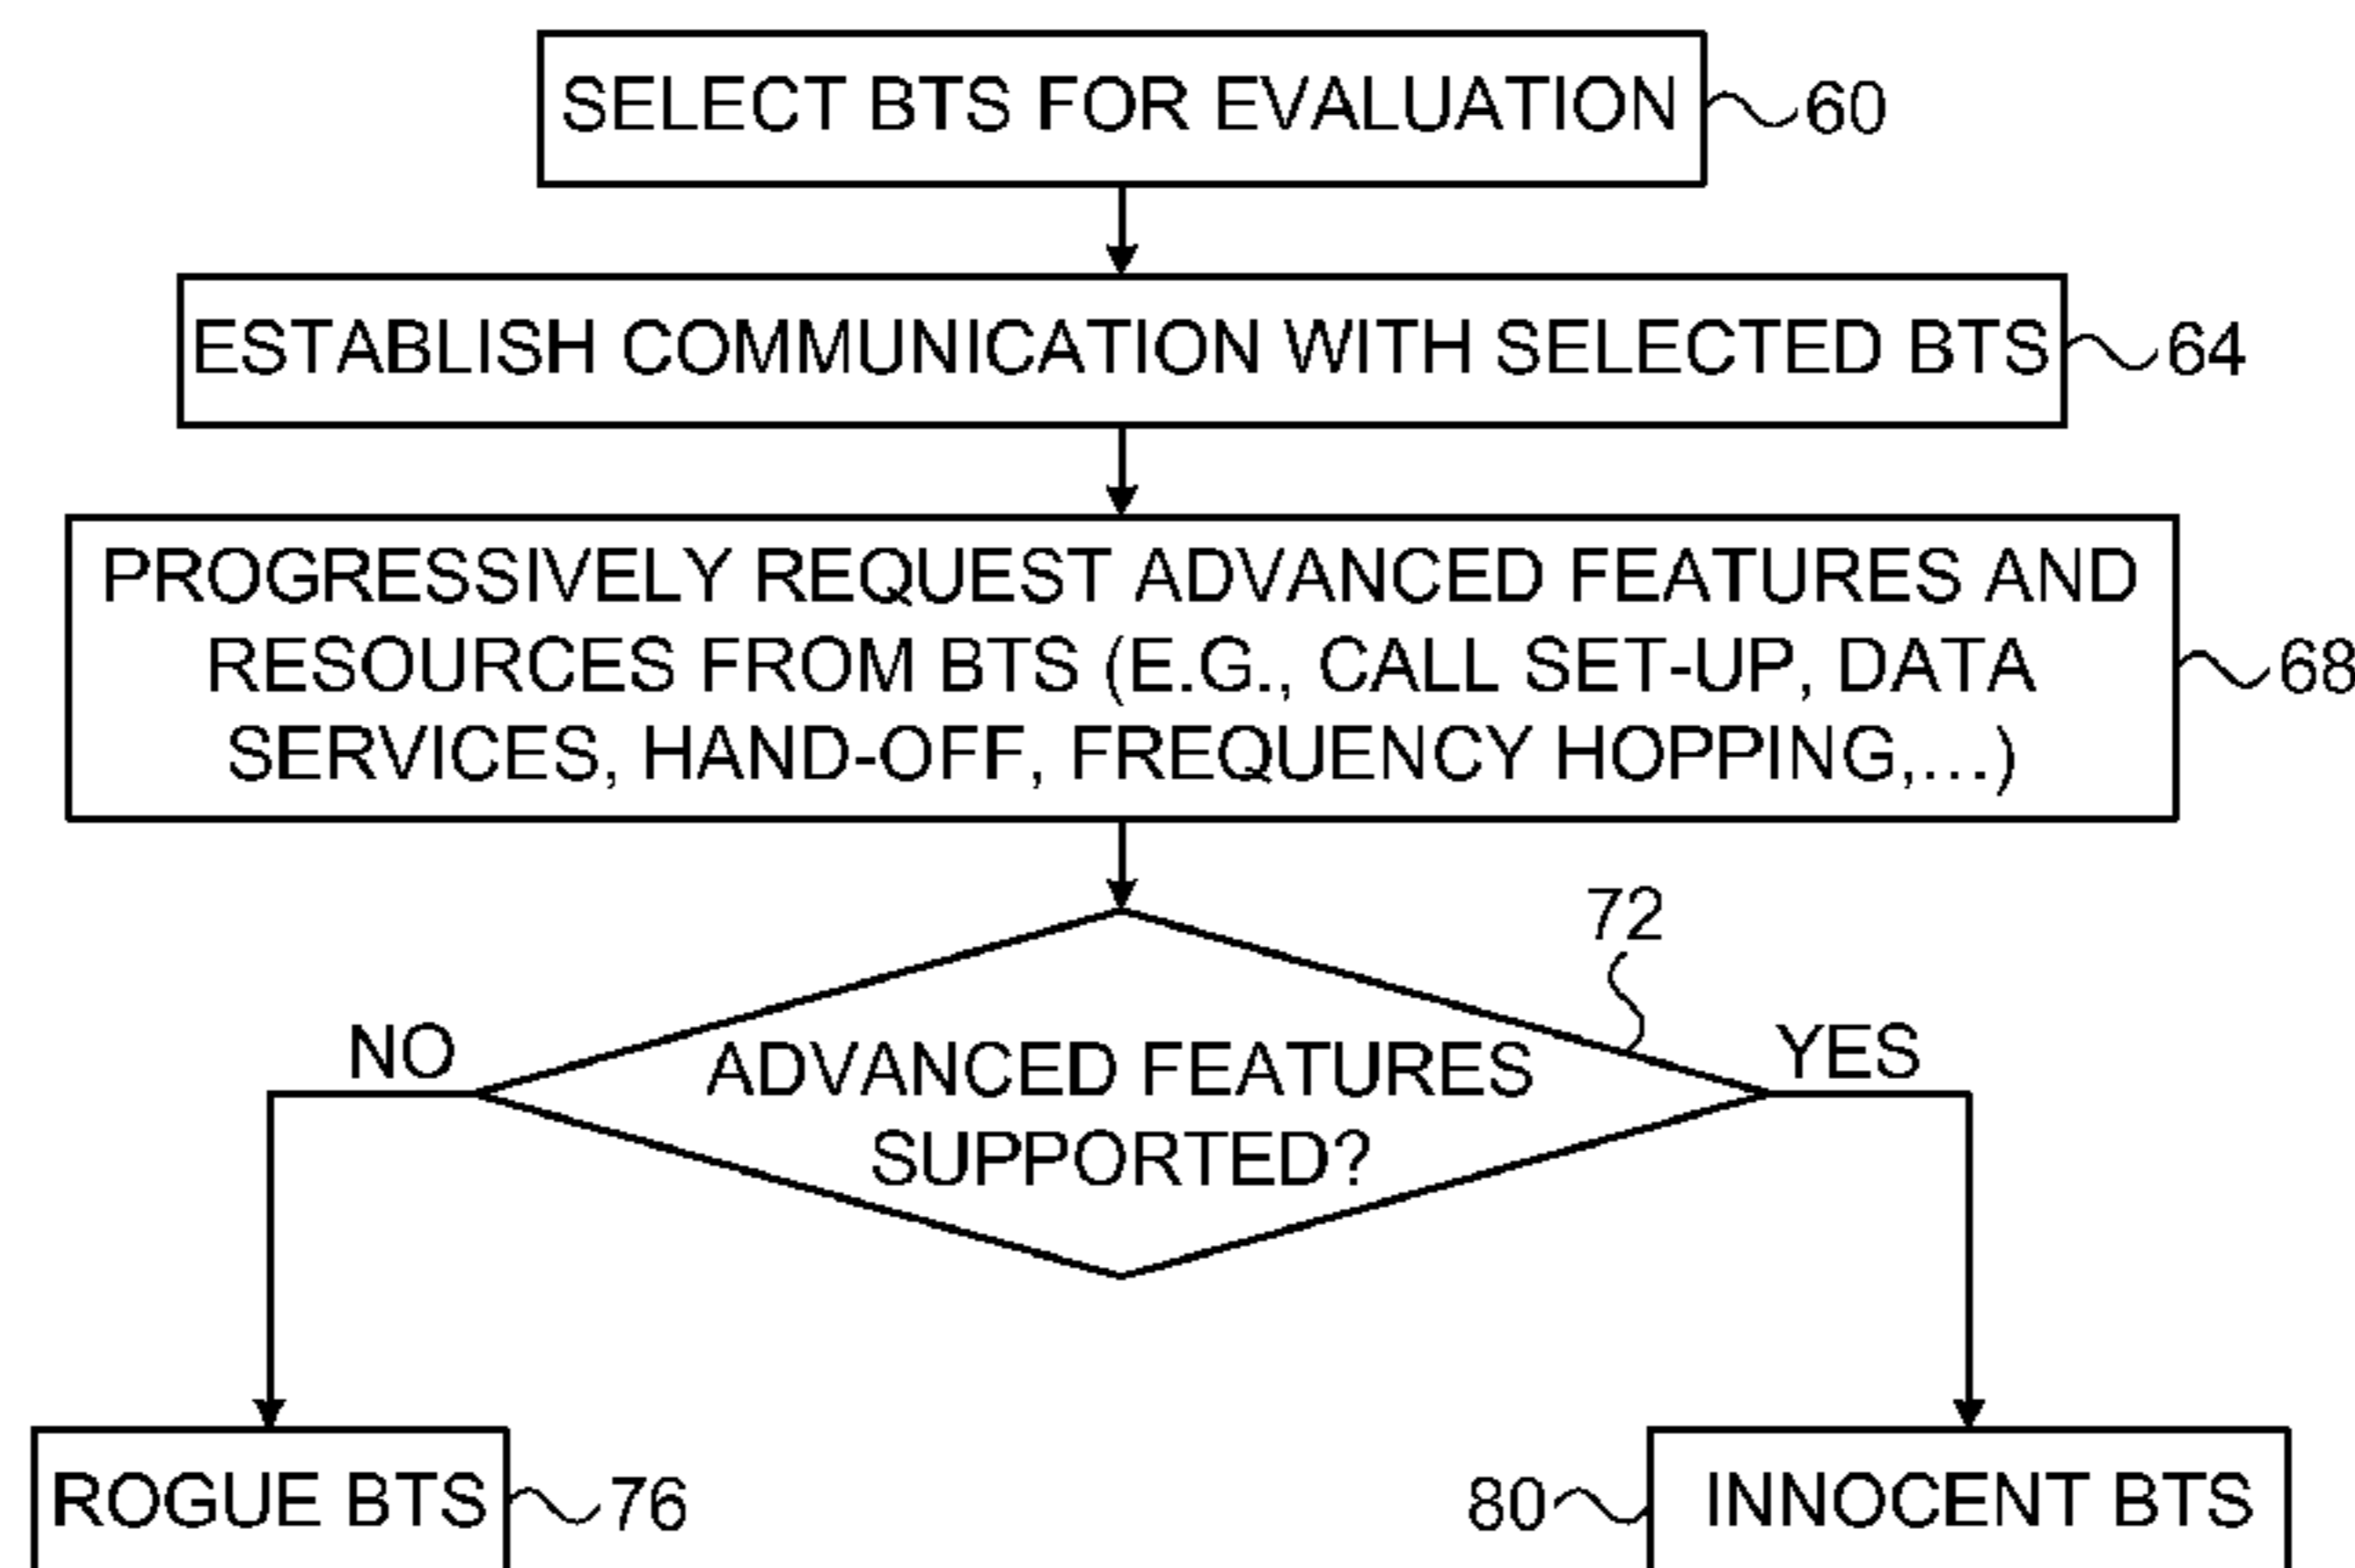 SELECT BTS FOR EVALUATION
60
ESTABLISH COMMUNICATION WITH SELECTED BTS
64
PROGRESSIVELY REQUEST ADVANCED FEATURES AND
RESOURCES FROM BTS (E.G., CALL SET-UP, DATA
SERVICES, HAND-OFF, FREQUENCY HOPPING,...)
68
72
NO
YES
ADVANCED FEATURES
SUPPORTED?
ROGUE BTS
76
80
INNOCENT BTS